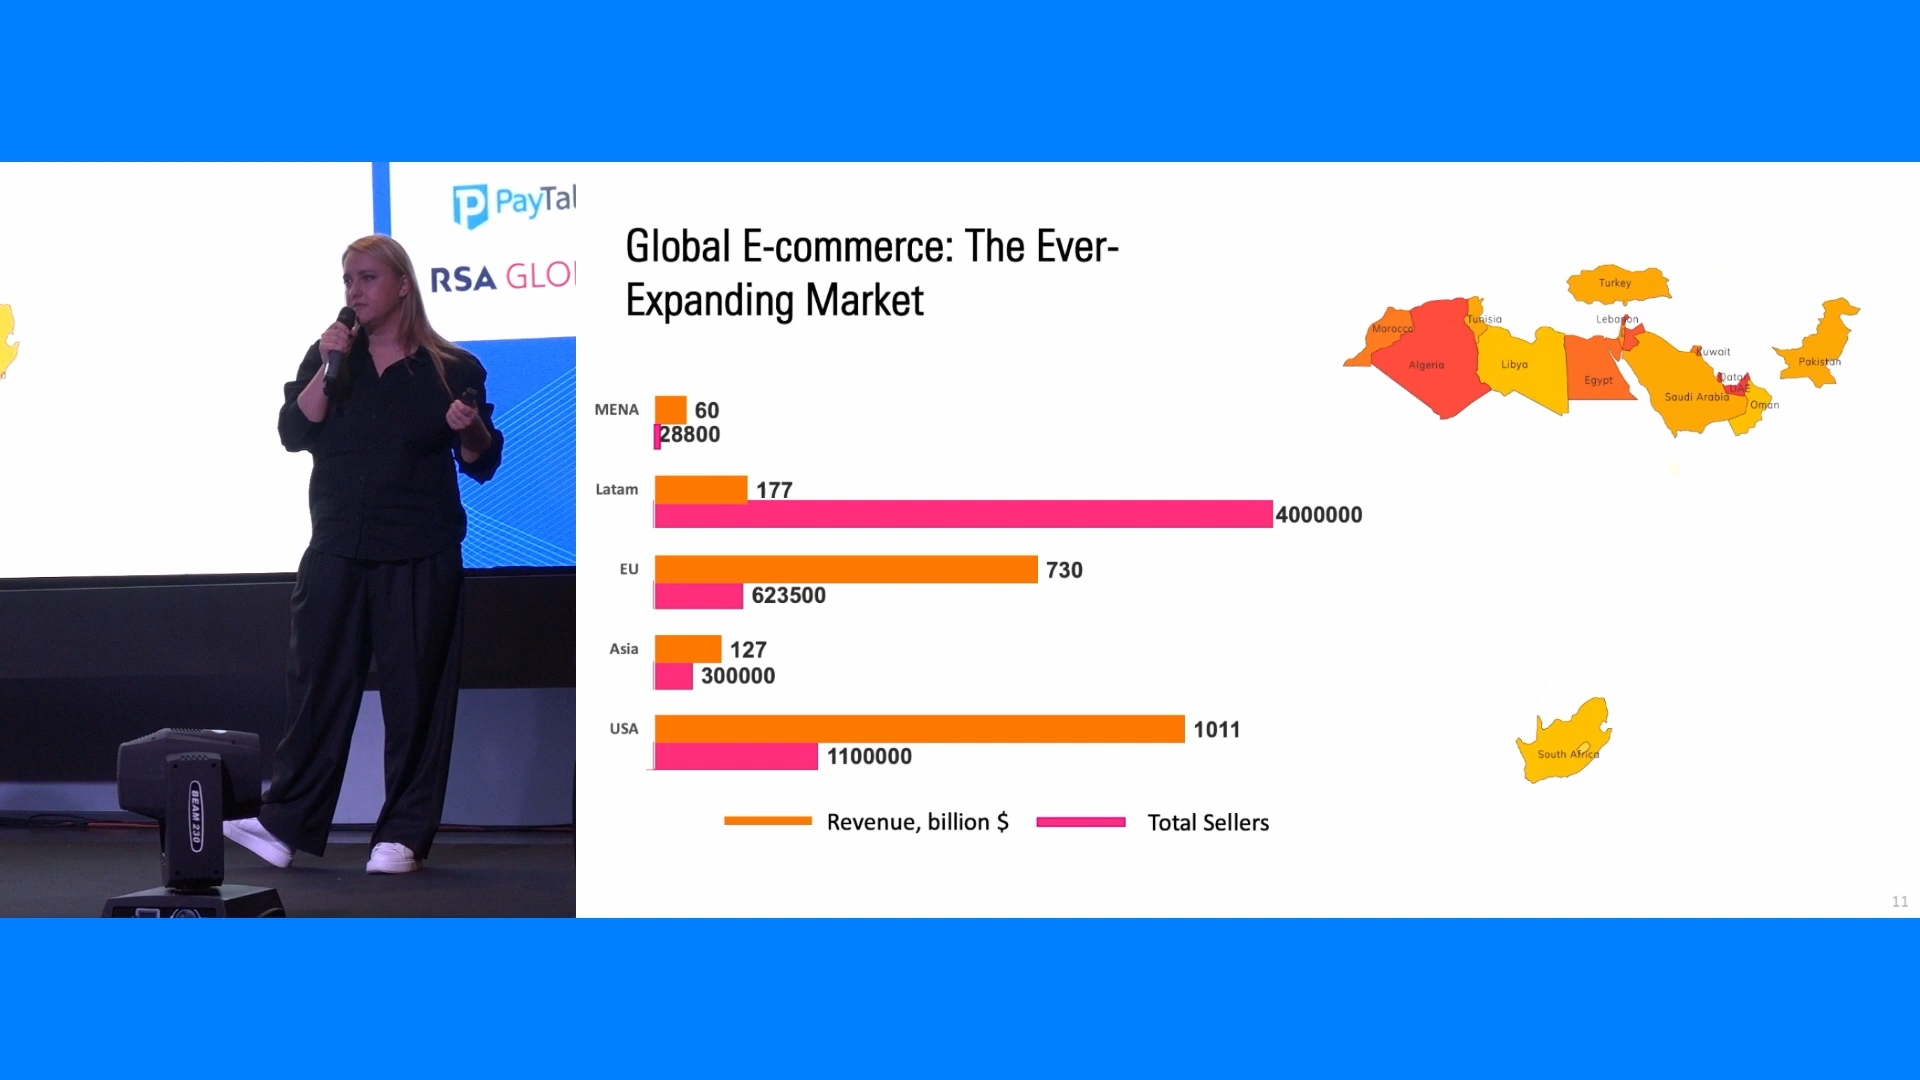 PayTal
RSA GLO
BEAM 230
Global E-commerce: The Ever-
Expanding Market
MENA
60
28800
Latam
177
4000000
EU
730
623500
Asia
127
300000
USA
1011
1100000
Revenue, billion $
Total Sellers
Turkey
Morocco
Tunisia
Lebanon
Algeria
Libya
Egypt
Kuwait
Qatar
UAE
Saudi Arabia
Oman
Pakistan
South Africa
11